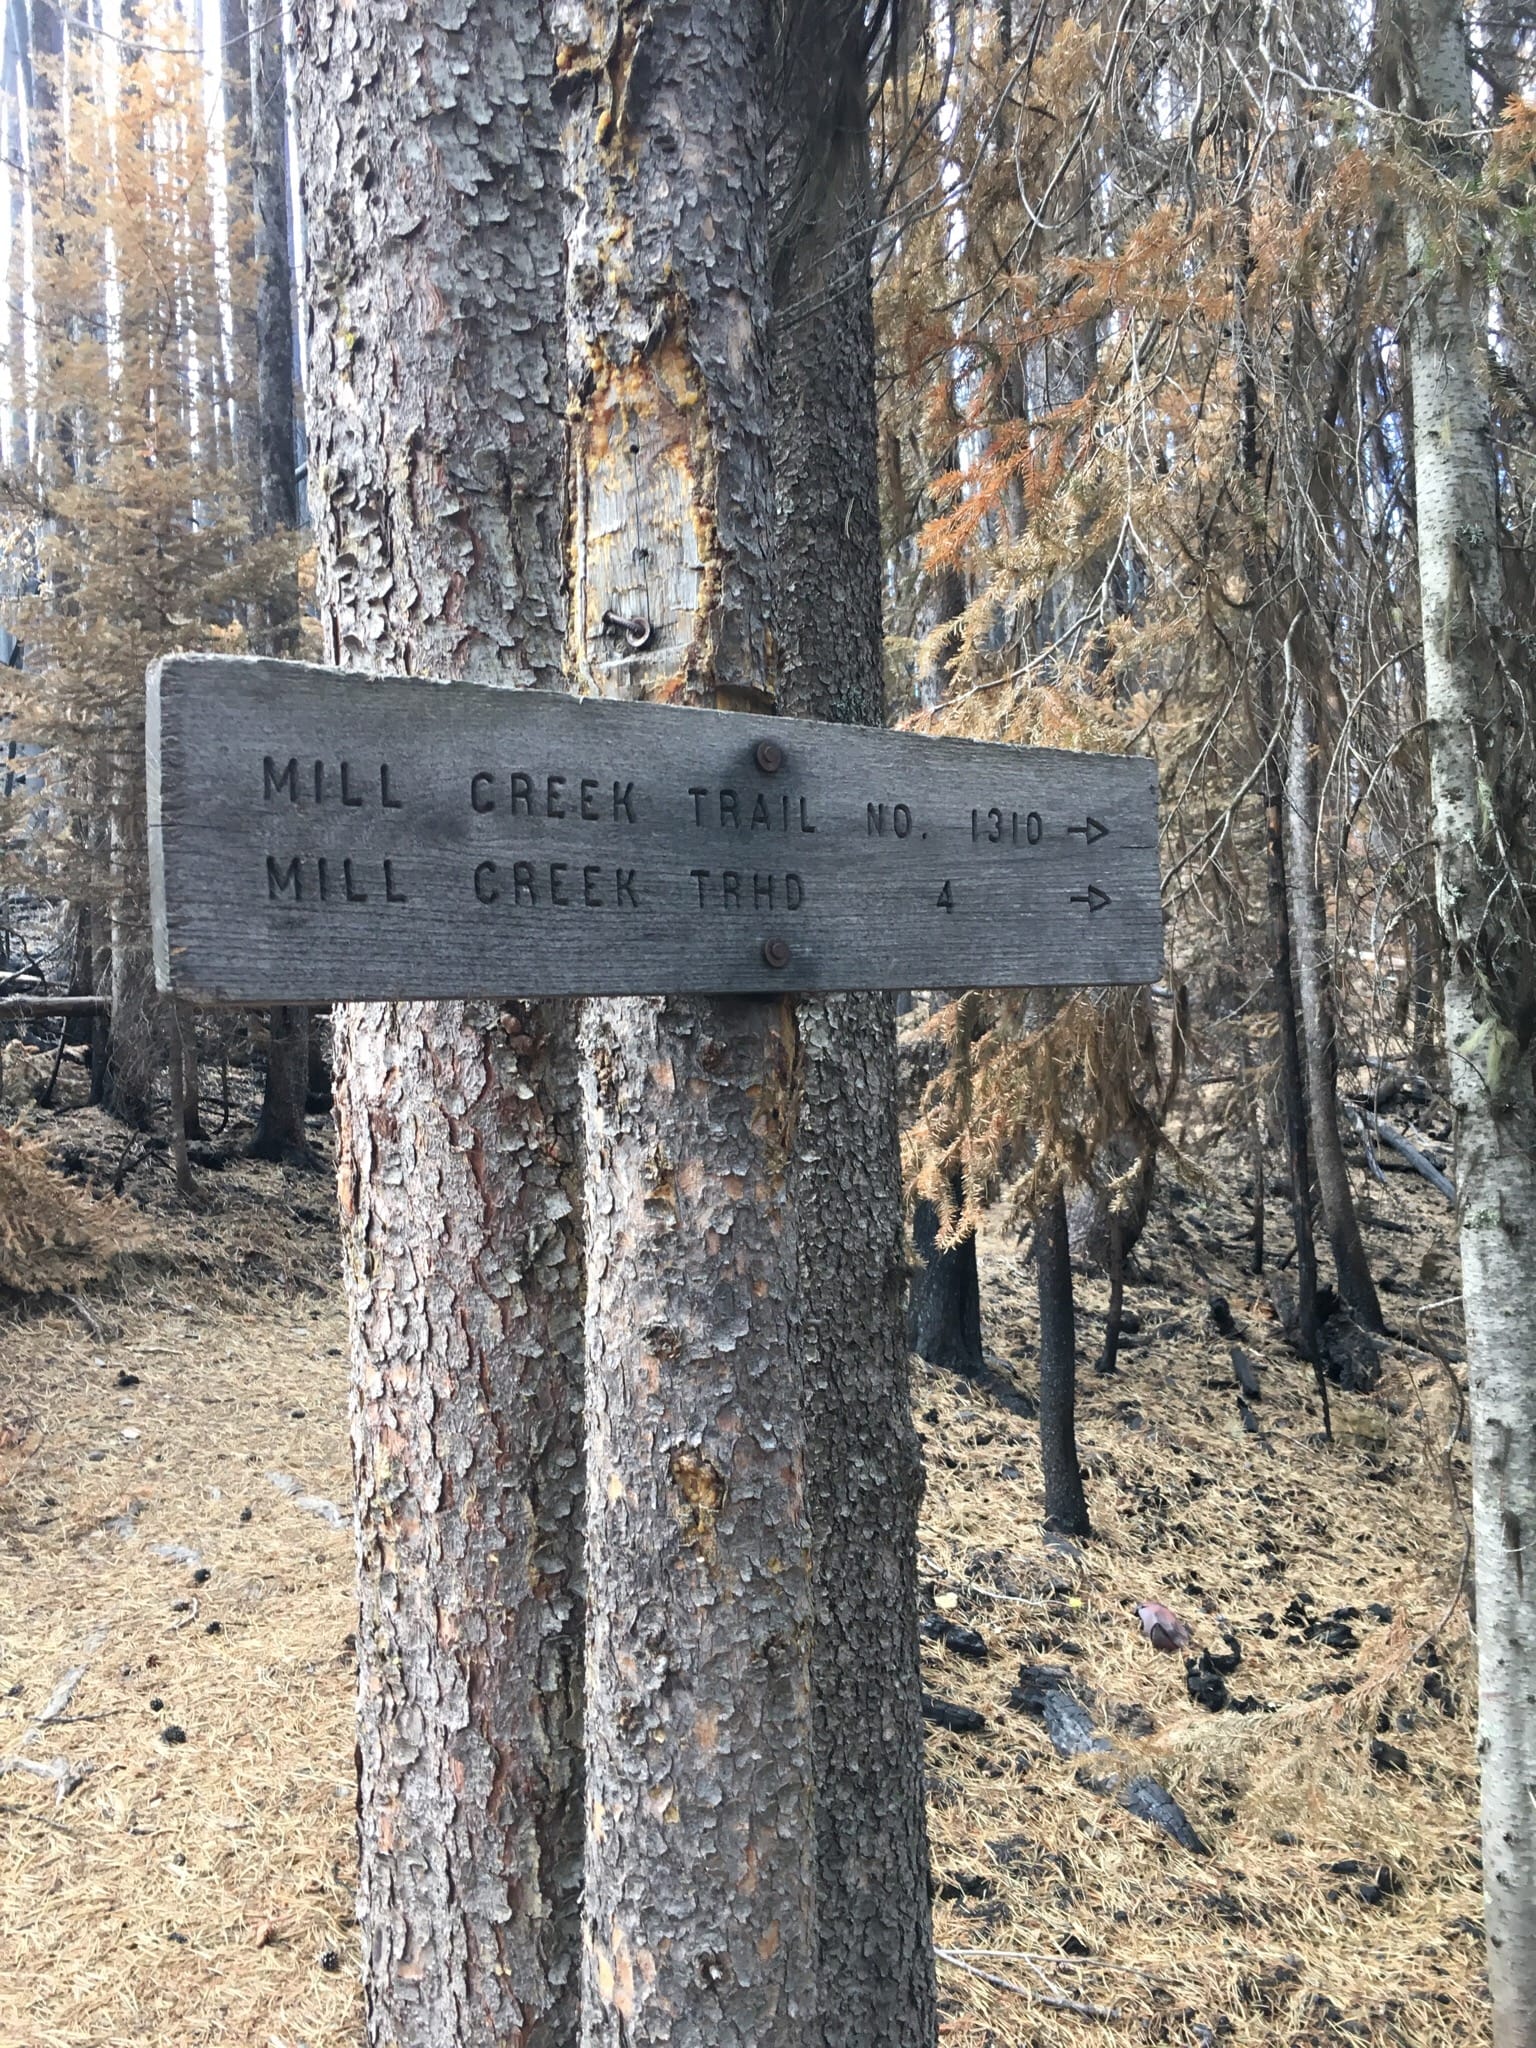 MILL CREEK TRAIL NO. 1310 →
MILL CREEK TRHD 4 →